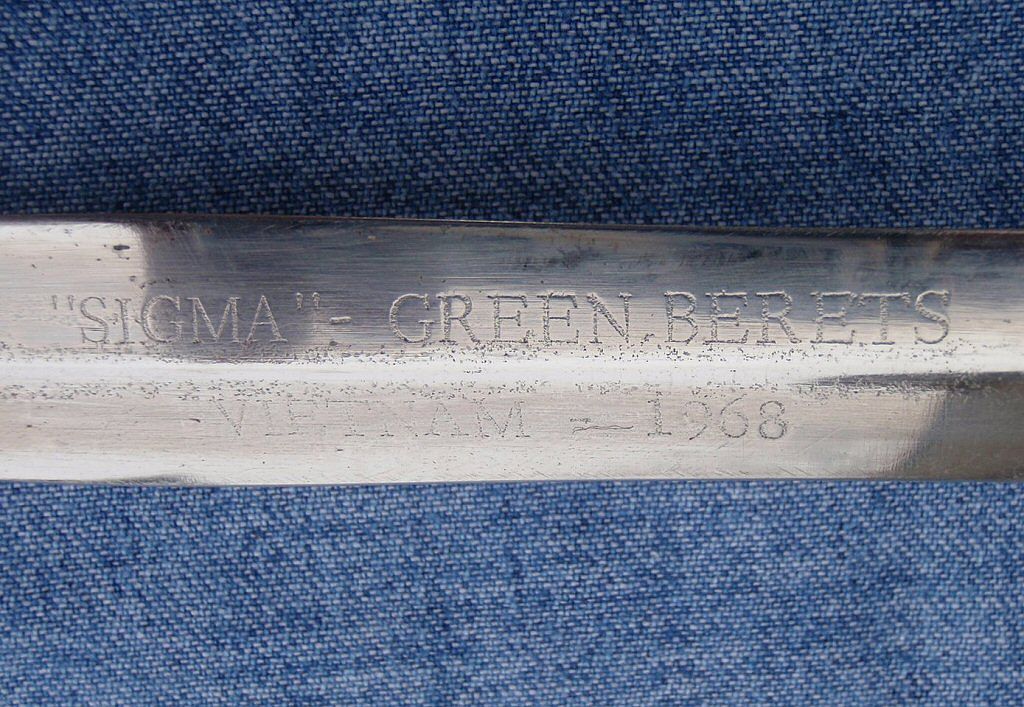 "SIGMA"- GREEN BERETS
VIETNAM - 1968